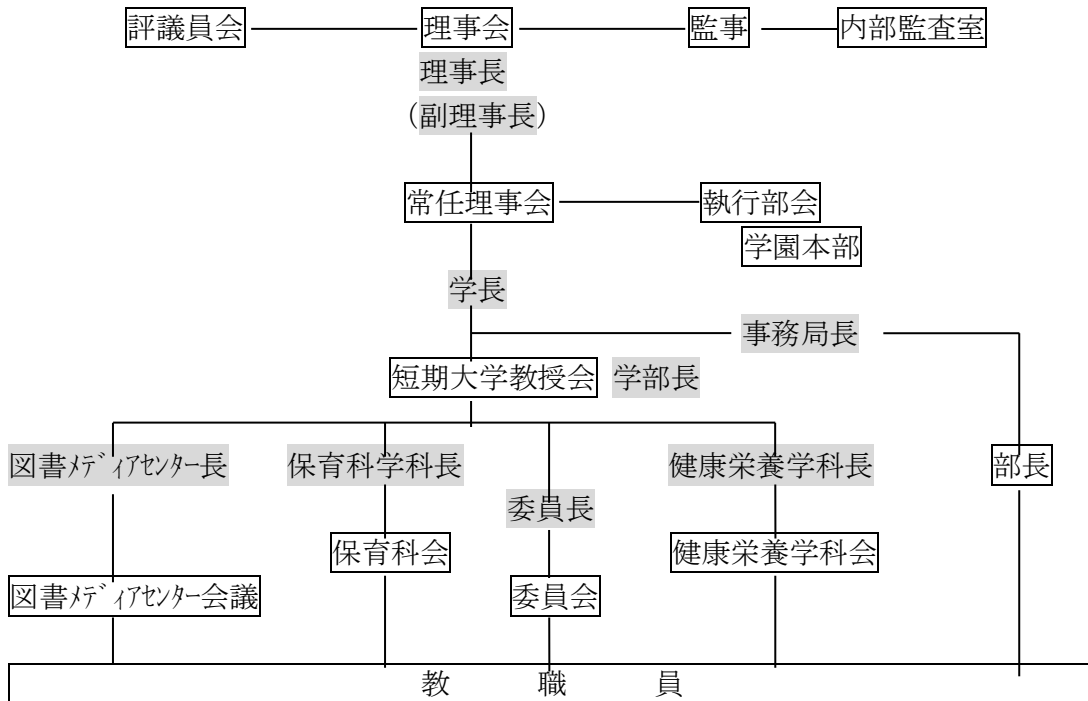 評議員会 理事会 監事 内部監査室
理事長
(副理事長)
常任理事会 執行部会
学園本部
学長
事務局長
短期大学教授会 学部長
図書ﾒﾃﾞｨｱｾﾝﾀｰ長 保育科学科長 健康栄養学科長 部長
委員長
保育科会 健康栄養学科会
図書ﾒﾃﾞｨｱｾﾝﾀｰ会議 委員会
教 職 員